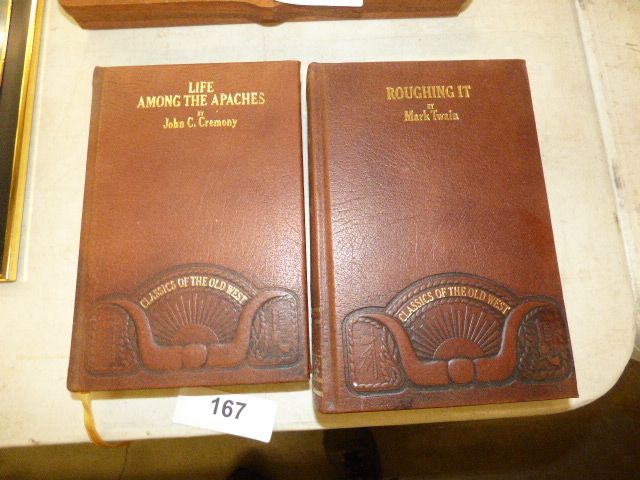 LIFE
AMONG THE APACHES
BY
John C. Cremony
CLASSICS OF THE OLD WEST
ROUGHING IT
BY
Mark Twain
CLASSICS OF THE OLD WEST
167